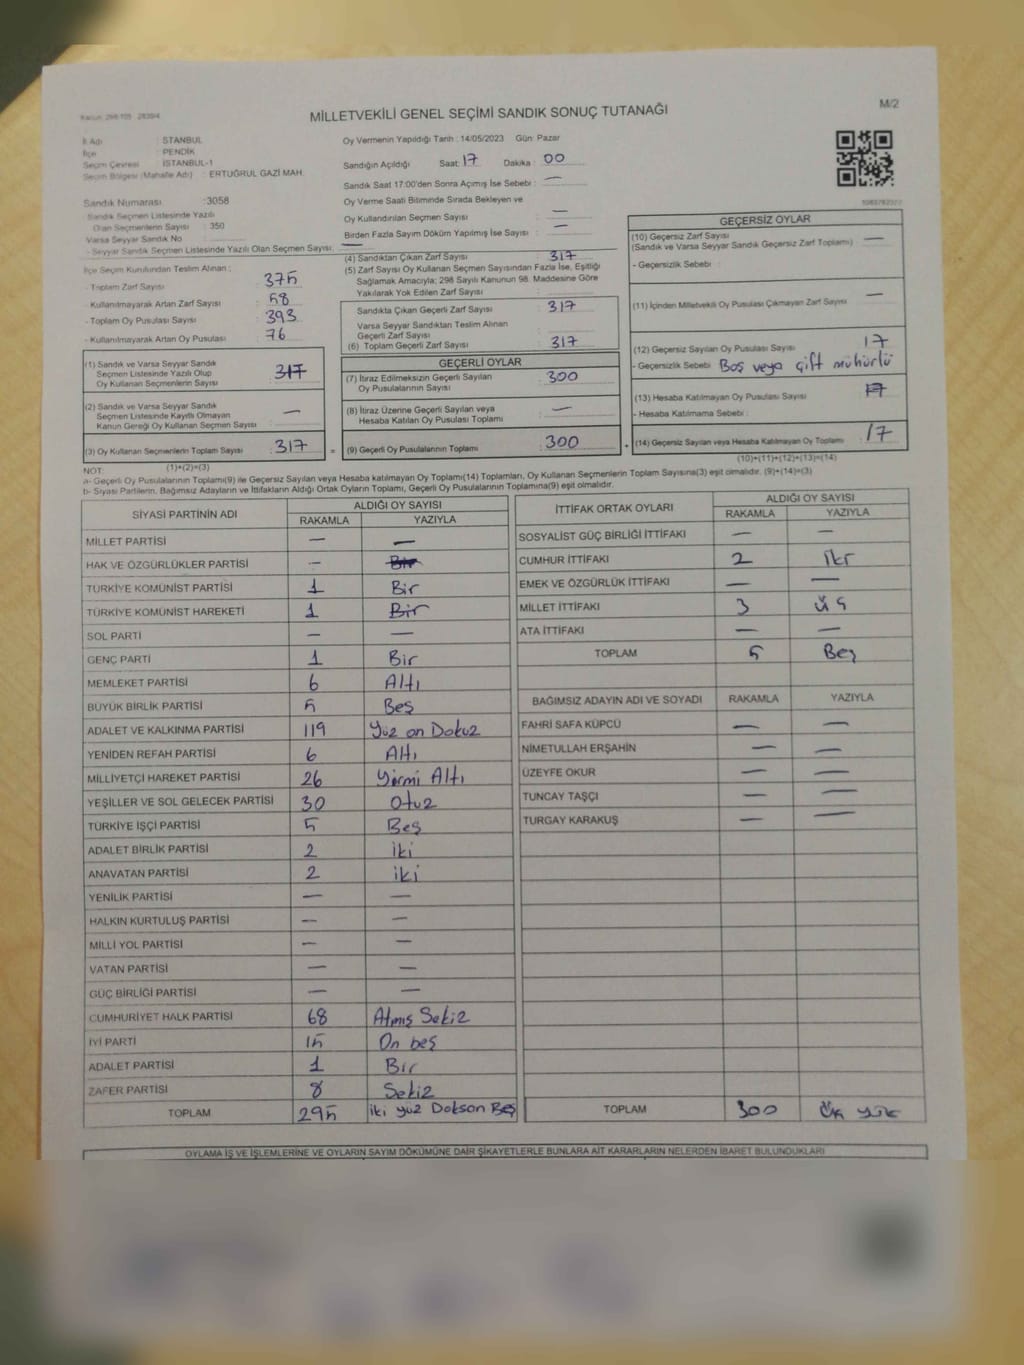 MİLLETVEKİLİ GENEL SEÇİMİ SANDIK SONUÇ TUTANAĞI
M/2
İl Adı : İSTANBUL
İlçe : PENDİK
Seçim Çevresi : İSTANBUL-1
Seçim Bölgesi (Mahalle Adı) : ERTUĞRUL GAZİ MAH.
Sandık Numarası :3058
Sandık Seçmen Listesinde Yazılı
Olan Seçmenlerin Sayısı : 350
Varsa Seyyar Sandık No :
- Seyyar Sandık Seçmen Listesinde Yazılı Olan Seçmen Sayısı: —
Oy Vermenin Yapıldığı Tarih : 14/05/2023 Gün: Pazar
Sandığın Açıldığı Saat: 17 Dakika : 00
Sandık Saat 17:00'den Sonra Açımış İse Sebebi : —
Oy Verme Saati Bitiminde Sırada Bekleyen ve
Oy Kullandırılan Seçmen Sayısı : —
Birden Fazla Sayım Döküm Yapılmış İse Sayısı : —
İlçe Seçim Kurulundan Teslim Alınan ;
- Toplam Zarf Sayısı : 375
- Kullanılmayarak Artan Zarf Sayısı : 58
- Toplam Oy Pusulası Sayısı : 393
- Kullanılmayarak Artan Oy Pusulası : 76
(4) Sandıktan Çıkan Zarf Sayısı : 317
(5) Zarf Sayısı Oy Kullanan Seçmen Sayısından Fazla İse, Eşitliği
Sağlamak Amacıyla; 298 Sayılı Kanunun 98. Maddesine Göre
Yakılarak Yok Edilen Zarf Sayısı :
Sandıkta Çıkan Geçerli Zarf Sayısı : 317
Varsa Seyyar Sandıktan Teslim Alınan
Geçerli Zarf Sayısı :
(6) Toplam Geçerli Zarf Sayısı : 317
(1) Sandık ve Varsa Seyyar Sandık
Seçmen Listesinde Yazılı Olup
Oy Kullanan Seçmenlerin Sayısı : 317
(2) Sandık ve Varsa Seyyar Sandık
Seçmen Listesinde Kayıtlı Olmayan
Kanun Gereği Oy Kullanan Seçmen Sayısı : —
(3) Oy Kullanan Seçmenlerin Toplam Sayısı : 317
(1)+(2)=(3)
GEÇERLİ OYLAR
(7) İtiraz Edilmeksizin Geçerli Sayılan
Oy Pusulalarının Sayısı : 300
(8) İtiraz Üzerine Geçerli Sayılan veya
Hesaba Katılan Oy Pusulası Toplamı : —
(9) Geçerli Oy Pusulalarının Toplamı : 300
GEÇERSİZ OYLAR
(10) Geçersiz Zarf Sayısı
(Sandık ve Varsa Seyyar Sandık Geçersiz Zarf Toplamı) : —
- Geçersizlik Sebebi :
(11) İçinden Milletvekili Oy Pusulası Çıkmayan Zarf Sayısı : —
(12) Geçersiz Sayılan Oy Pusulası Sayısı : 17
- Geçersizlik Sebebi : Boş veya çift mühürlü
(13) Hesaba Katılmayan Oy Pusulası Sayısı : 17
- Hesaba Katılmama Sebebi :
(14) Geçersiz Sayılan veya Hesaba Katılmayan Oy Toplamı : 17
(10)+(11)+(12)+(13)=(14)
NOT:
a- Geçerli Oy Pusulalarının Toplamı(9) ile Geçersiz Sayılan veya Hesaba katılmayan Oy Toplam(14) Toplamları, Oy Kullanan Seçmenlerin Toplam Sayısına(3) eşit olmalıdır. (9)+(14)=(3)
b- Siyasi Partilerin, Bağımsız Adayların ve İttifakların Aldığı Ortak Oyların Toplamı, Geçerli Oy Pusulalarının Toplamına(9) eşit olmalıdır.
SİYASİ PARTİNİN ADI ALDIĞI OY SAYISI
RAKAMLA YAZIYLA
MİLLET PARTİSİ — —
HAK VE ÖZGÜRLÜKLER PARTİSİ — Bir
TÜRKİYE KOMÜNİST PARTİSİ 1 Bir
TÜRKİYE KOMÜNİST HAREKETİ 1 Bir
SOL PARTİ — —
GENÇ PARTİ 1 Bir
MEMLEKET PARTİSİ 6 Altı
BÜYÜK BİRLİK PARTİSİ 5 Beş
ADALET VE KALKINMA PARTİSİ 119 Yüz on Dokuz
YENİDEN REFAH PARTİSİ 6 Altı
MİLLİYETÇİ HAREKET PARTİSİ 26 Yirmi Altı
YEŞİLLER VE SOL GELECEK PARTİSİ 30 Otuz
TÜRKİYE İŞÇİ PARTİSİ 5 Beş
ADALET BİRLİK PARTİSİ 2 iki
ANAVATAN PARTİSİ 2 iki
YENİLİK PARTİSİ — —
HALKIN KURTULUŞ PARTİSİ — —
MİLLİ YOL PARTİSİ — —
VATAN PARTİSİ — —
GÜÇ BİRLİĞİ PARTİSİ — —
CUMHURİYET HALK PARTİSİ 68 Atmış Sekiz
İYİ PARTİ 15 On beş
ADALET PARTİSİ 1 Bir
ZAFER PARTİSİ 8 Sekiz
TOPLAM 295 iki yüz Dokson Beş
İTTİFAK ORTAK OYLARI ALDIĞI OY SAYISI
RAKAMLA YAZIYLA
SOSYALİST GÜÇ BİRLİĞİ İTTİFAKI — —
CUMHUR İTTİFAKI 2 iki
EMEK VE ÖZGÜRLÜK İTTİFAKI — —
MİLLET İTTİFAKI 3 üç
ATA İTTİFAKI — —
TOPLAM 5 Beş
BAĞIMSIZ ADAYIN ADI VE SOYADI RAKAMLA YAZIYLA
FAHRİ SAFA KÜPCÜ — —
NİMETULLAH ERŞAHİN — —
ÜZEYFE OKUR — —
TUNCAY TAŞÇI — —
TURGAY KARAKUŞ — —
TOPLAM 300 Üç yüz
OYLAMA İŞ VE İŞLEMLERİNE VE OYLARIN SAYIM DÖKÜMÜNE DAİR ŞİKAYETLERLE BUNLARA AİT KARARLARIN NELERDEN İBARET BULUNDUKLARI